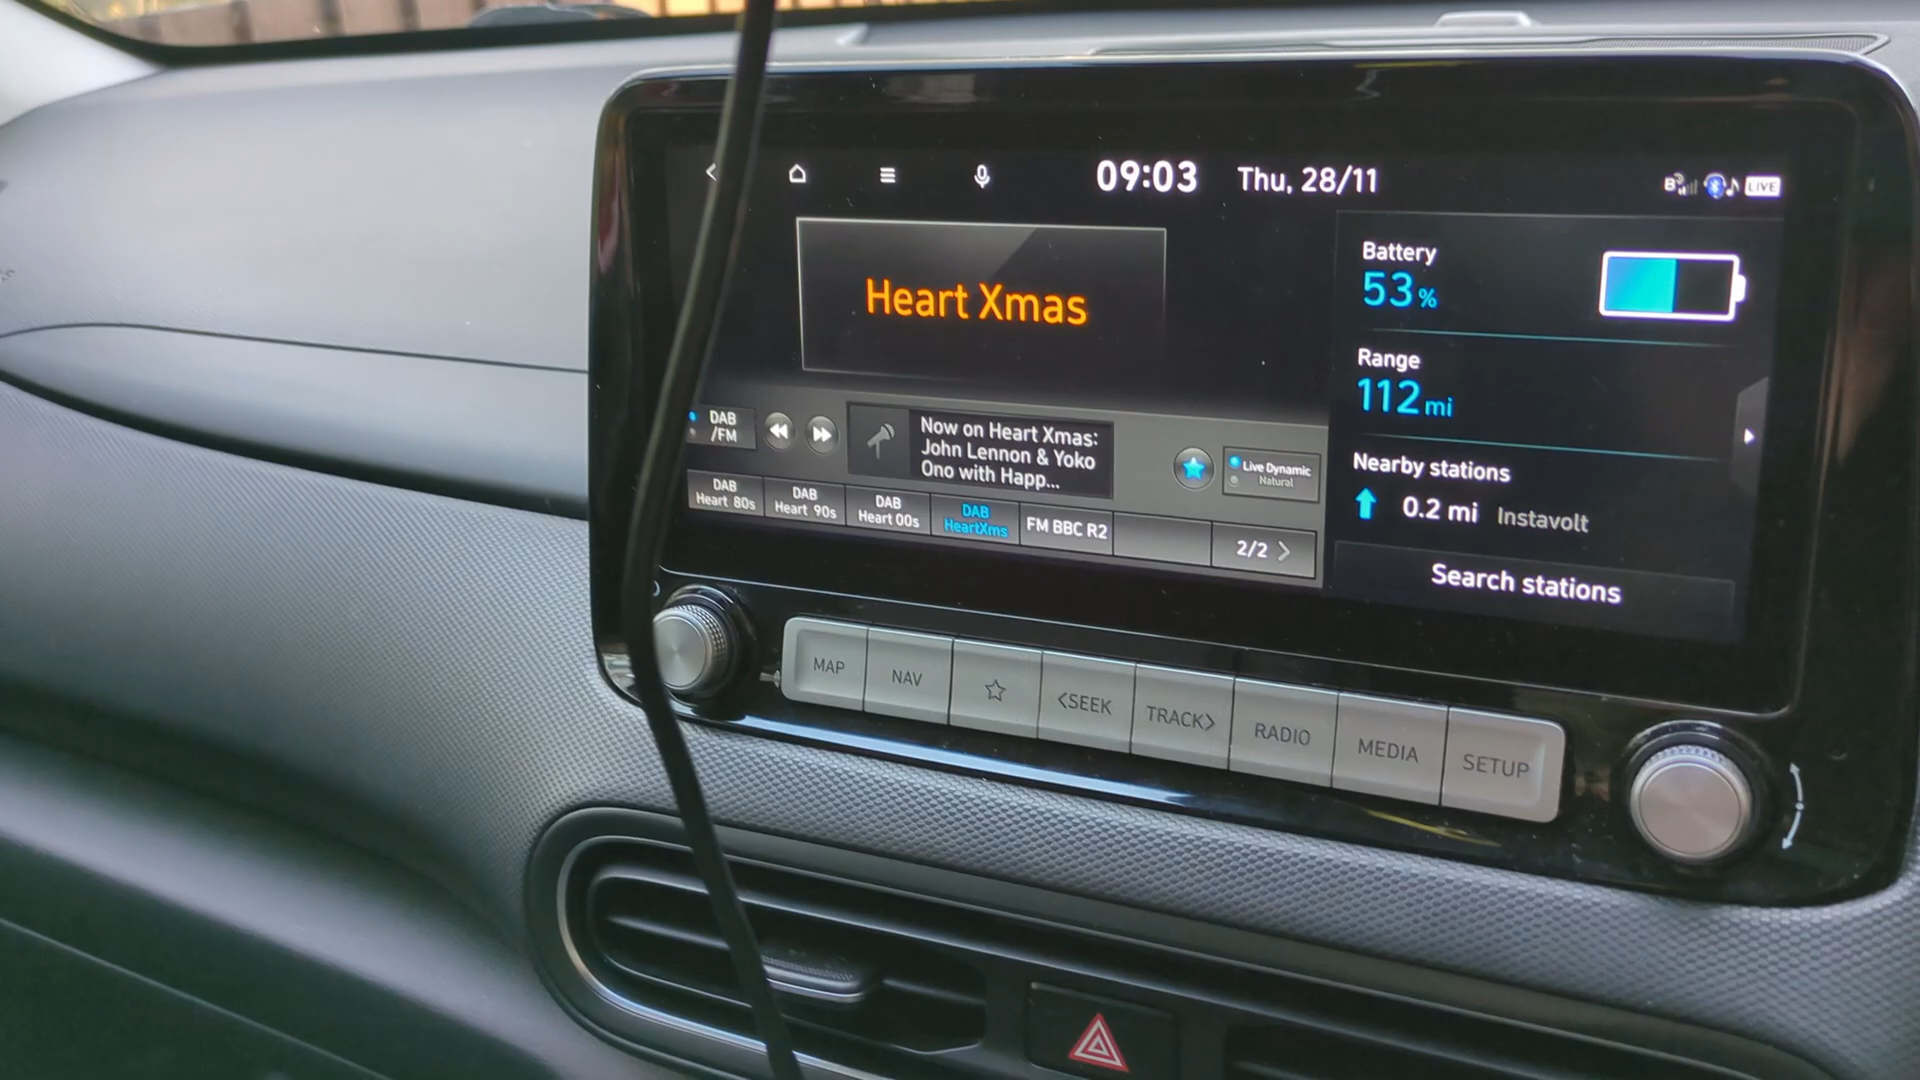 09:03 Thu, 28/11
LIVE
Heart Xmas
Battery
53%
Range
112 mi
Nearby stations
0.2 mi Instavolt
Search stations
DAB
/FM
Now on Heart Xmas:
John Lennon & Yoko
Ono with Happ...
Live Dynamic
Natural
DAB
Heart 80s
DAB
Heart 90s
DAB
Heart 00s
DAB
HeartXms
FM BBC R2
2/2 >
MAP
NAV
<SEEK
TRACK>
RADIO
MEDIA
SETUP